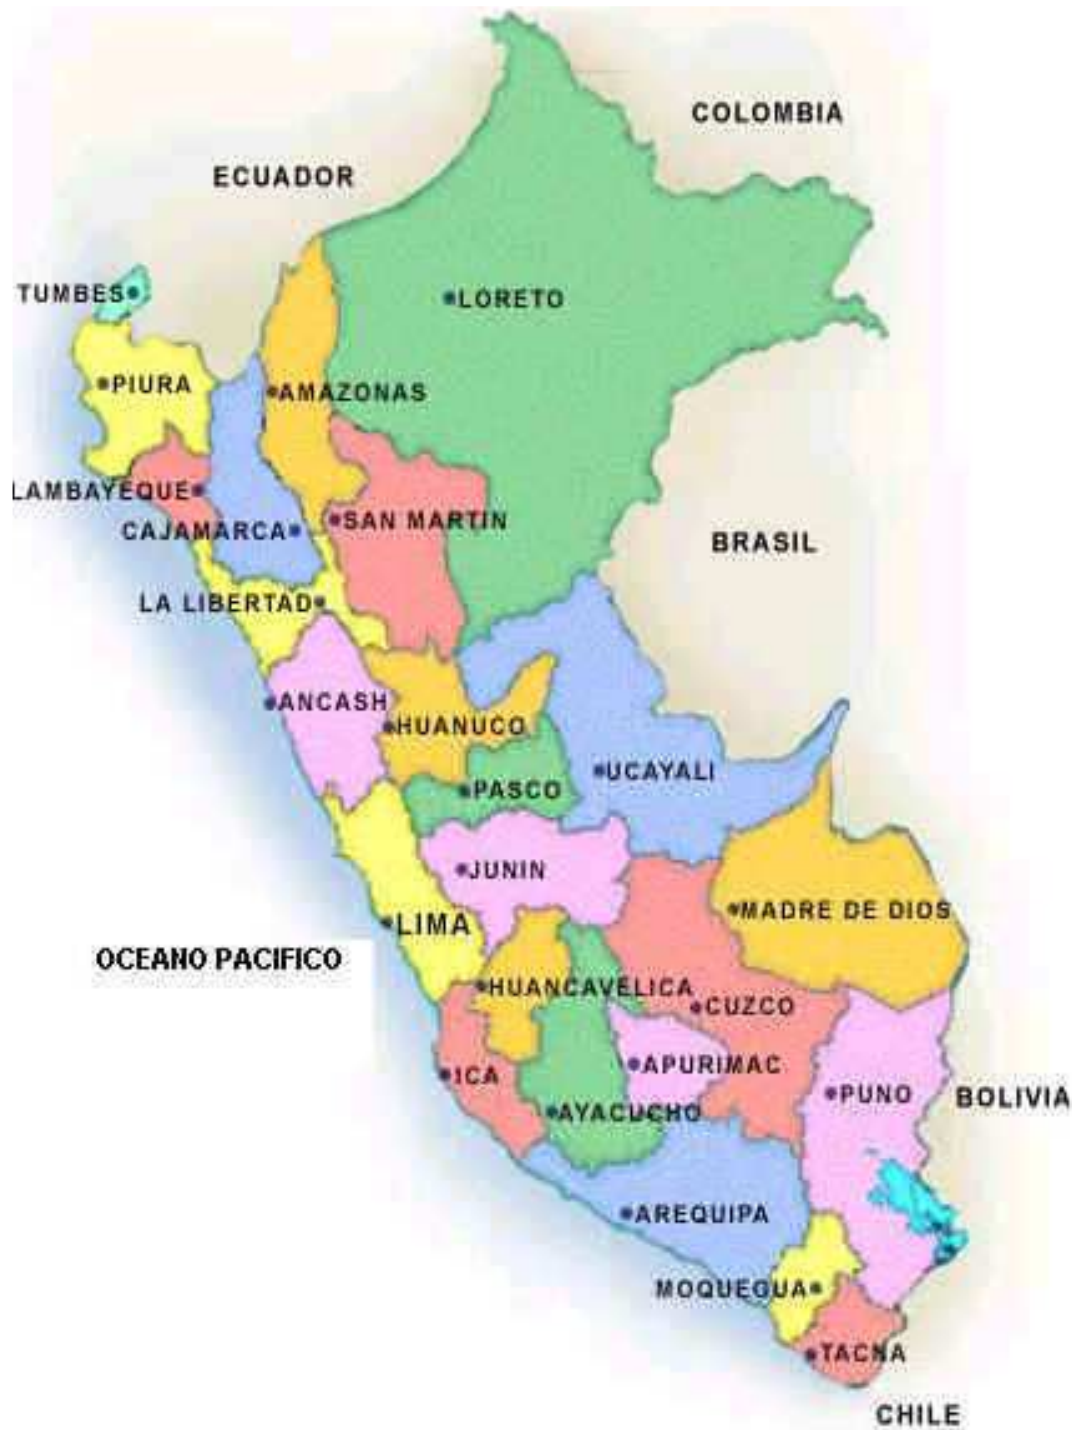 COLOMBIA
ECUADOR
TUMBES
LORETO
PIURA
AMAZONAS
LAMBAYEQUE
SAN MARTIN
CAJAMARCA
BRASIL
LA LIBERTAD
ANCASH
HUANUCO
UCAYALI
PASCO
JUNIN
MADRE DE DIOS
LIMA
OCEANO PACIFICO
HUANCAVELICA
CUZCO
APURIMAC
ICA
PUNO
BOLIVIA
AYACUCHO
AREQUIPA
MOQUEGUA
TACNA
CHILE